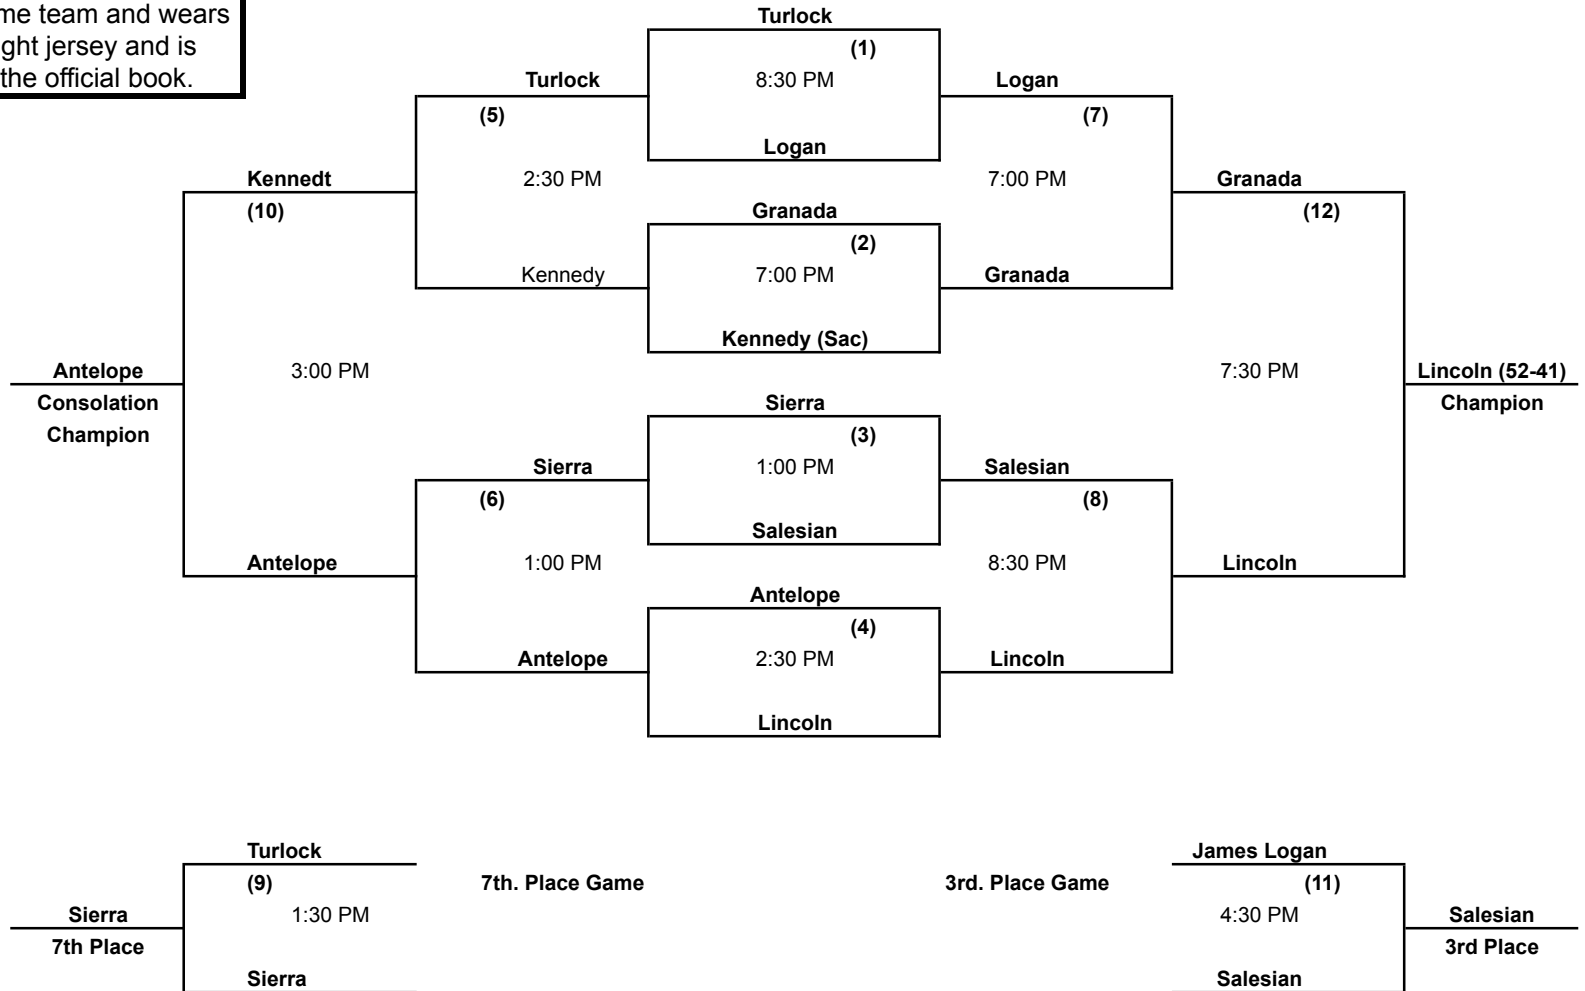 me team and wears
ght jersey and is
the official book.
Turlock
(1)
Turlock
8:30 PM
Logan
(5)
(7)
Logan
Kennedt
2:30 PM
7:00 PM
Granada
(10)
Granada
(12)
(2)
Kennedy
7:00 PM
Granada
Kennedy (Sac)
Antelope
3:00 PM
7:30 PM
Lincoln (52-41)
Consolation
Sierra
Champion
Champion
(3)
Sierra
1:00 PM
Salesian
(6)
(8)
Salesian
Antelope
1:00 PM
8:30 PM
Lincoln
Antelope
(4)
Antelope
2:30 PM
Lincoln
Lincoln
Turlock
James Logan
(9)
7th. Place Game
3rd. Place Game
(11)
Sierra
1:30 PM
4:30 PM
Salesian
7th Place
3rd Place
Sierra
Salesian